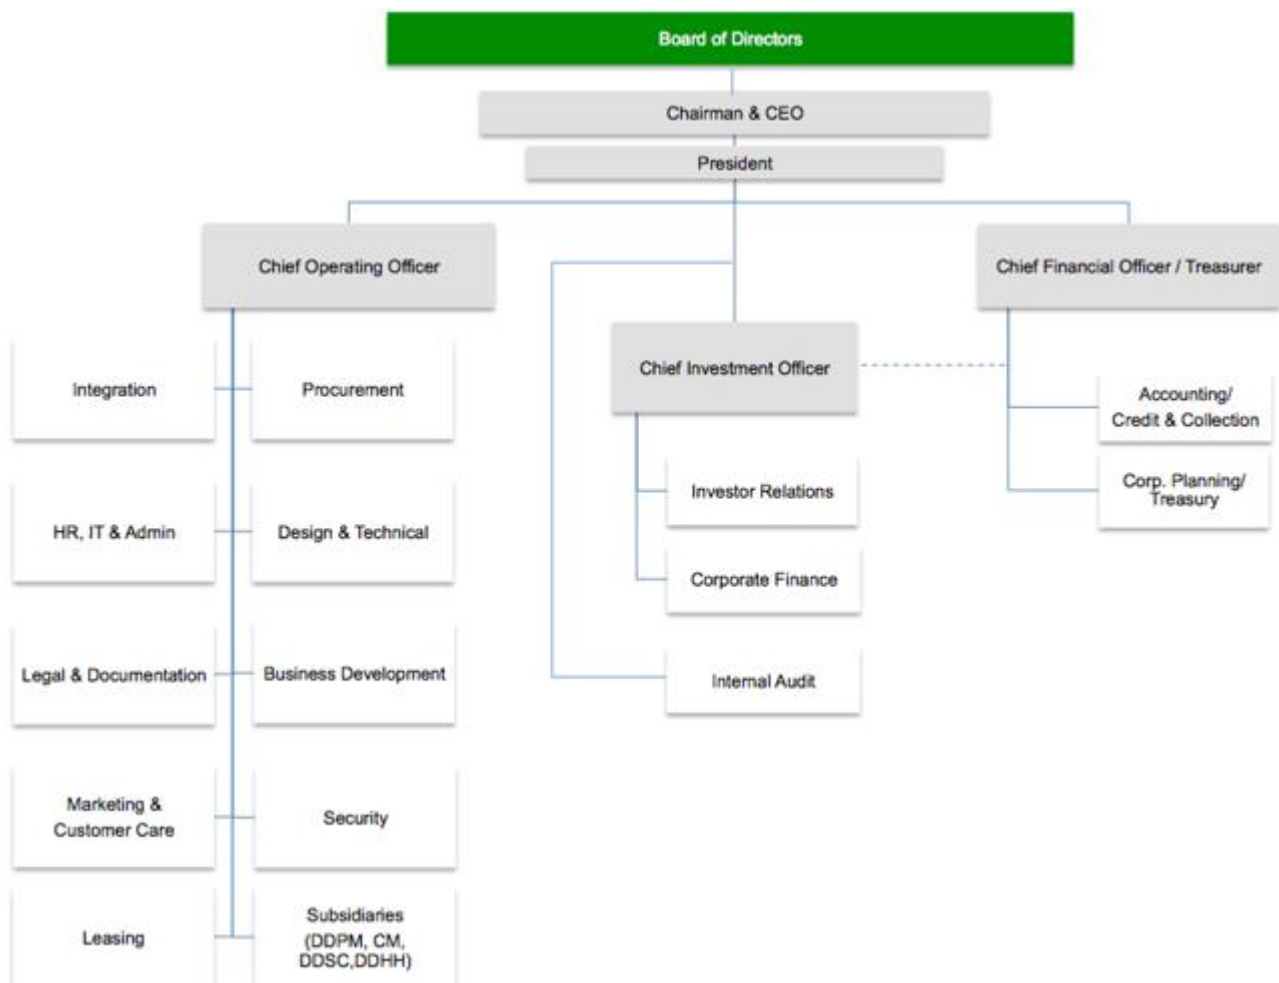 Board of Directors
Chairman & CEO
President
Chief Operating Officer
Chief Financial Officer / Treasurer
Chief Investment Officer
Integration
Procurement
HR, IT & Admin
Design & Technical
Legal & Documentation
Business Development
Marketing &
Customer Care
Security
Leasing
Subsidiaries
(DDPM, CM,
DDSC,DDHH)
Investor Relations
Corporate Finance
Internal Audit
Accounting/
Credit & Collection
Corp. Planning/
Treasury